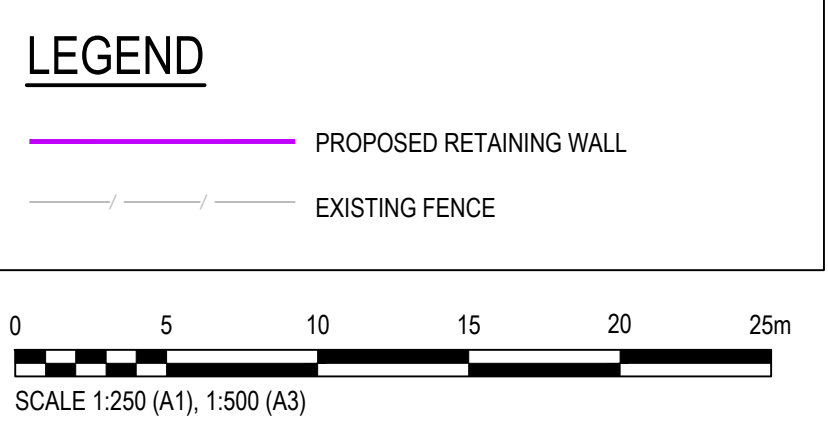 LEGEND
PROPOSED RETAINING WALL
EXISTING FENCE
0 5 10 15 20 25m
SCALE 1:250 (A1), 1:500 (A3)